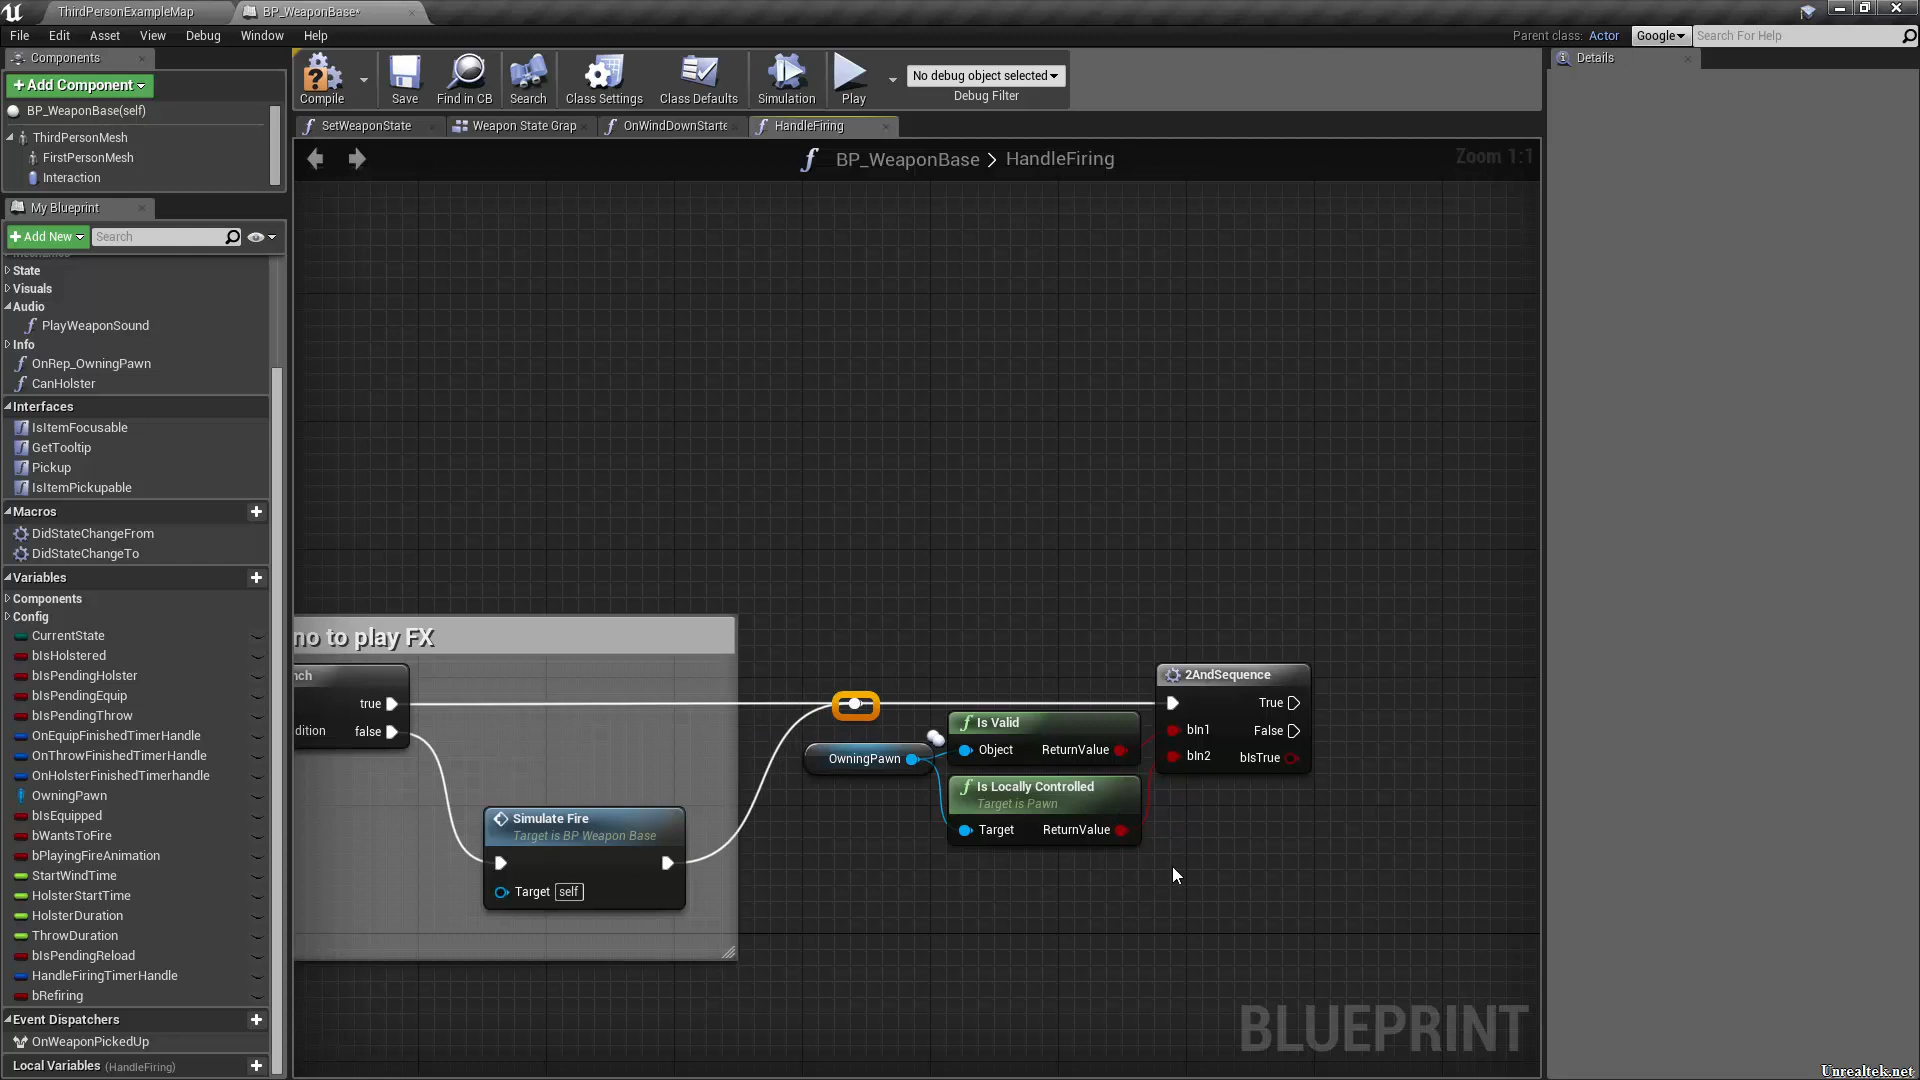 ThirdPersonExampleMap
BP_WeaponBase*
File Edit Asset View Debug Window Help
Parent class: Actor
Google
Search For Help
Components
+ Add Component
BP_WeaponBase(self)
ThirdPersonMesh
FirstPersonMesh
Interaction
My Blueprint
+ Add New
Search
State
Visuals
Audio
PlayWeaponSound
Info
OnRep_OwningPawn
CanHolster
Interfaces
IsItemFocusable
GetTooltip
Pickup
IsItemPickupable
Macros
DidStateChangeFrom
DidStateChangeTo
Variables
Components
Config
CurrentState
bIsHolstered
bIsPendingHolster
bIsPendingEquip
bIsPendingThrow
OnEquipFinishedTimerHandle
OnThrowFinishedTimerHandle
OnHolsterFinishedTimerhandle
OwningPawn
bIsEquipped
bWantsToFire
bPlayingFireAnimation
StartWindTime
HolsterStartTime
HolsterDuration
ThrowDuration
bIsPendingReload
HandleFiringTimerHandle
bRefiring
Event Dispatchers
OnWeaponPickedUp
Local Variables (HandleFiring)
Compile
Save
Find in CB
Search
Class Settings
Class Defaults
Simulation
Play
No debug object selected
Debug Filter
SetWeaponState
Weapon State Grap
OnWindDownStarte
HandleFiring
BP_WeaponBase > HandleFiring
Zoom 1:1
no to play FX
nch
true
dition
false
Simulate Fire
Target is BP Weapon Base
Target self
OwningPawn
Is Valid
Object ReturnValue
Is Locally Controlled
Target is Pawn
Target ReturnValue
2AndSequence
True
bIn1 False
bIn2 bIsTrue
BLUEPRINT
Details
Unrealtek.net